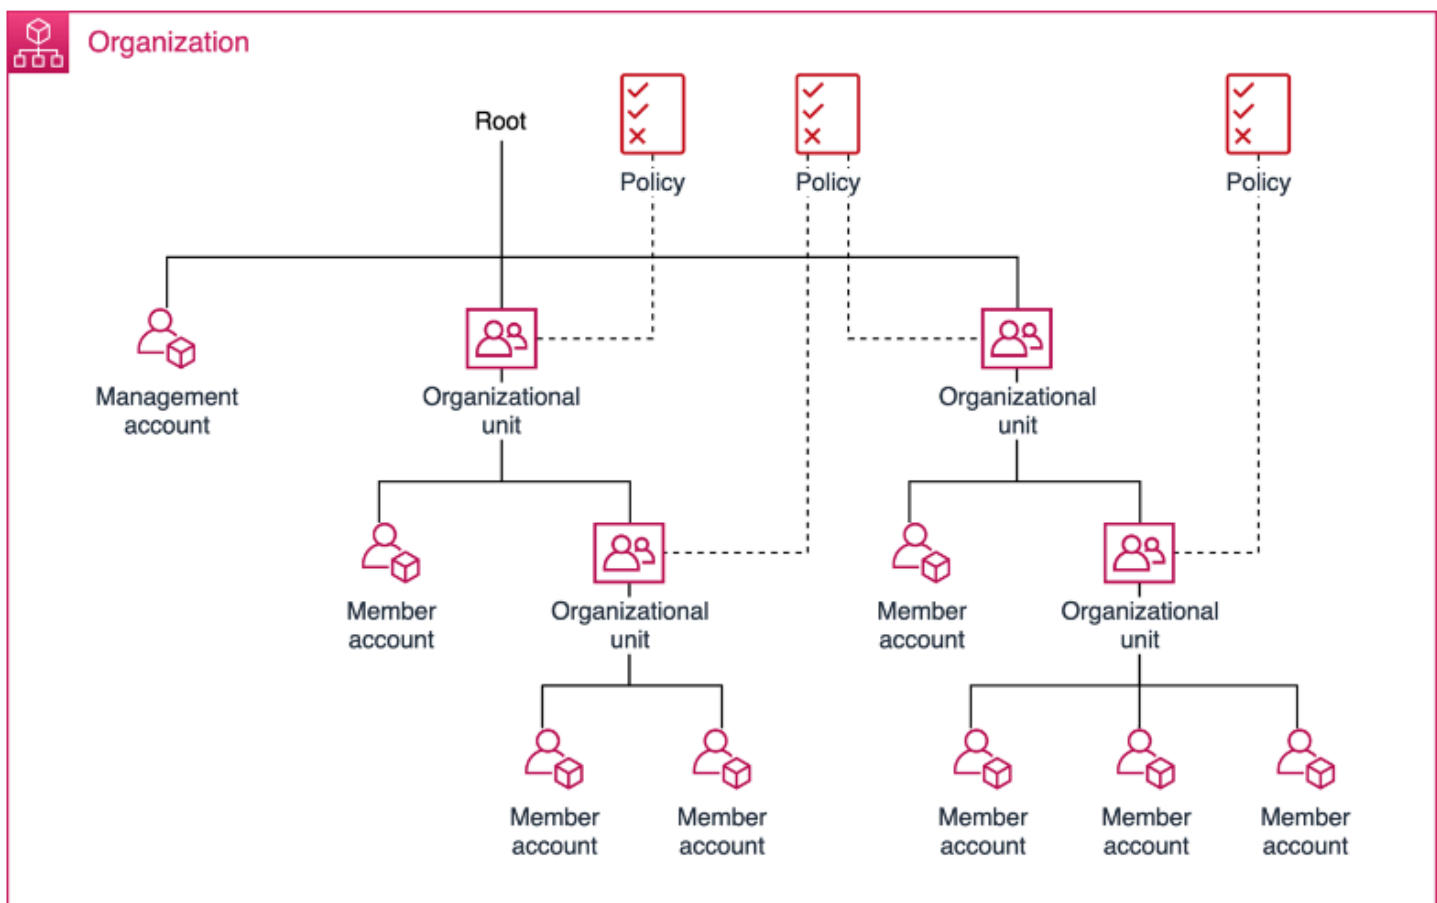 Organization
Root
Policy
Policy
Policy
Management
account
Organizational
unit
Organizational
unit
Member
account
Organizational
unit
Member
account
Organizational
unit
Member
account
Member
account
Member
account
Member
account
Member
account